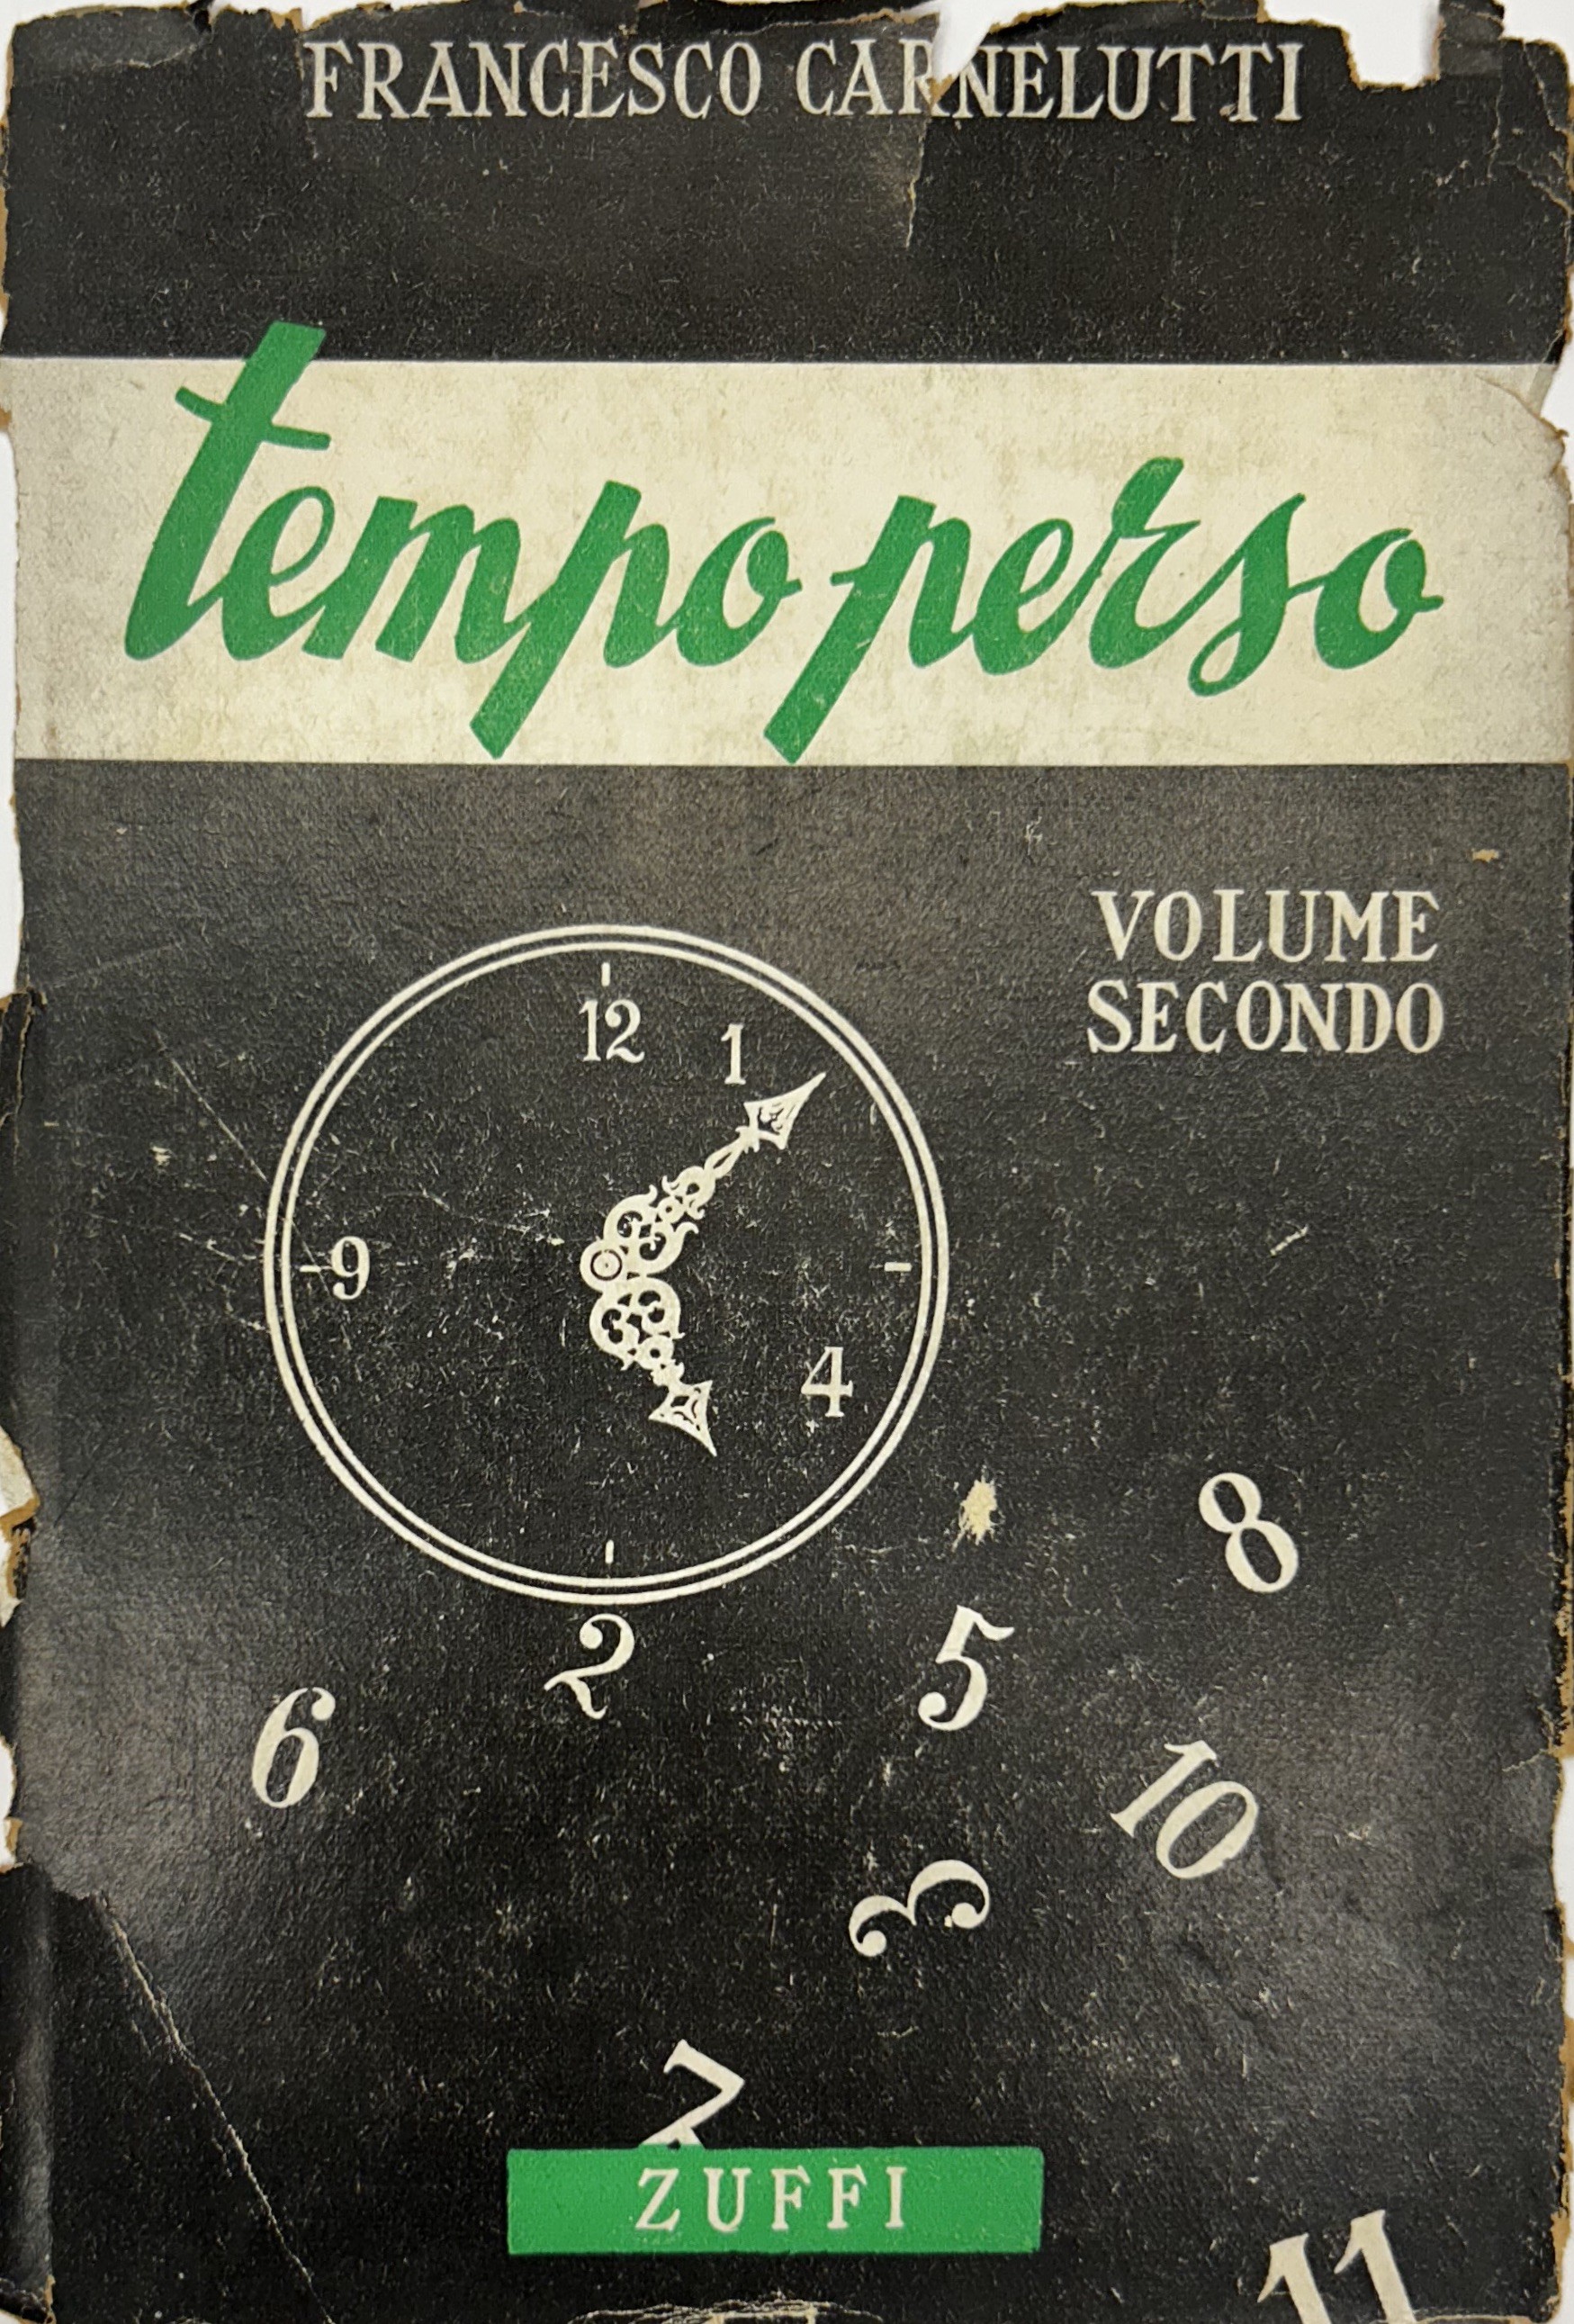 FRANCESCO CARNELUTTI
tempo perso
VOLUME
SECONDO
12
1
9
4
8
2
5
6
10
3
7
ZUFFI
11